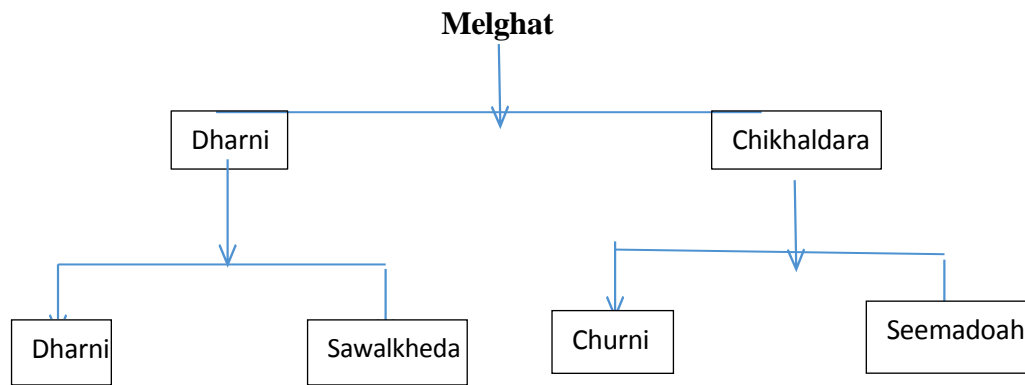 Melghat
Dharni
Chikhaldara
Dharni
Sawalkheda
Churni
Seemadoah